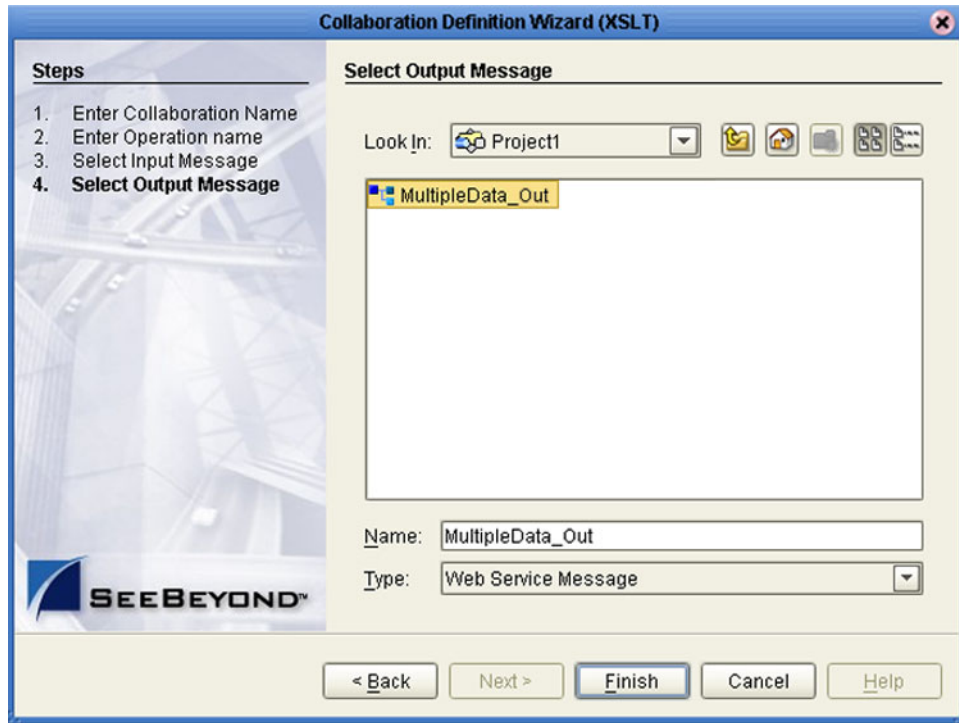 Collaboration Definition Wizard (XSLT)
Steps
1. Enter Collaboration Name
2. Enter Operation name
3. Select Input Message
4. Select Output Message
SEEBEYOND™
Select Output Message
Look In: Project1
MultipleData_Out
Name: MultipleData_Out
Type: Web Service Message
< Back Next > Finish Cancel Help